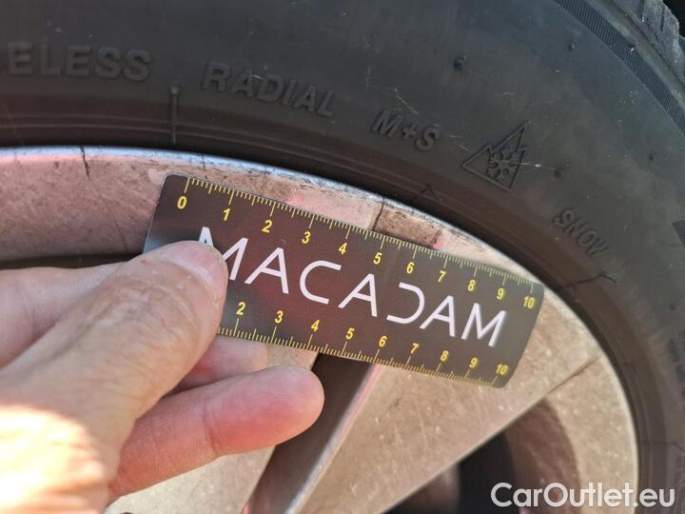 ELESS RADIAL M+S
SNOW
0 1 2 3 4 5 6 7 8 9 10
MACADAM
2 3 4 5 6 7 8 9 10
CarOutlet.eu